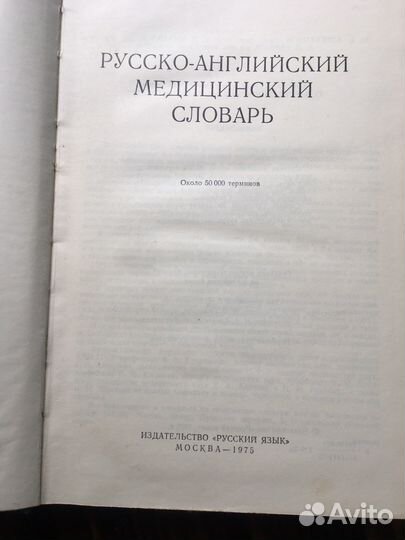 РУССКО-АНГЛИЙСКИЙ
МЕДИЦИНСКИЙ
СЛОВАРЬ
Около 50 000 терминов
ИЗДАТЕЛЬСТВО «РУССКИЙ ЯЗЫК»
МОСКВА—1975
Avito